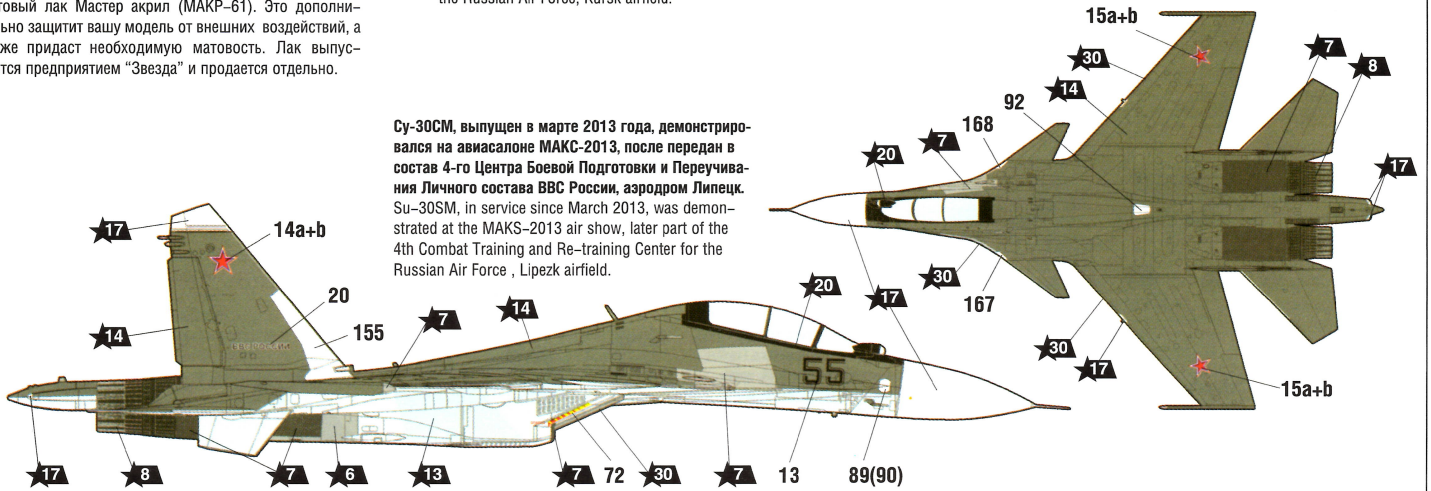 товый лак Мастер акрил (МАКР–61). Это дополни–
ьно защитит вашу модель от внешних воздействий, а
же придаст необходимую матовость. Лак выпус–
тся предприятием “Звезда” и продается отдельно.
the Russian Air Force, Kursk airfield.
Су-30СМ, выпущен в марте 2013 года, демонстриро-
вался на авиасалоне МАКС-2013, после передан в
состав 4-го Центра Боевой Подготовки и Переучива-
ния Личного состава ВВС России, аэродром Липецк.
Su–30SM, in service since March 2013, was demon–
strated at the MAKS–2013 air show, later part of the
4th Combat Training and Re–training Center for the
Russian Air Force , Lipezk airfield.
15a+b
30
14
92
168
7
20
7
8
17
30
167
17
30
17
15a+b
17
14a+b
20
155
14
7
14
20
ВВС РОССИИ
55
17
8
7
6
13
7
72
30
7
13
89(90)